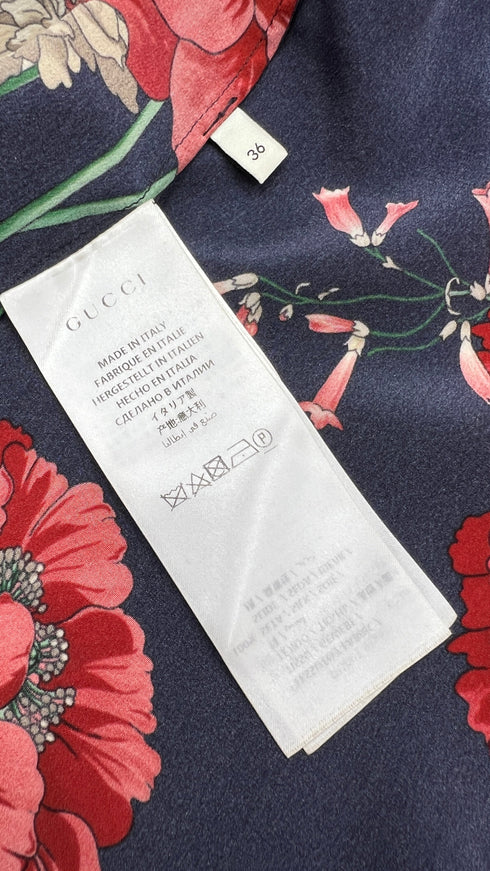 36
GUCCI
MADE IN ITALY
FABRIQUE EN ITALIE
HERGESTELLT IN ITALIEN
HECHO EN ITALIA
СДЕЛАНО В ИТАЛИИ
イタリア製
产地:意大利
صنع في إيطاليا
P